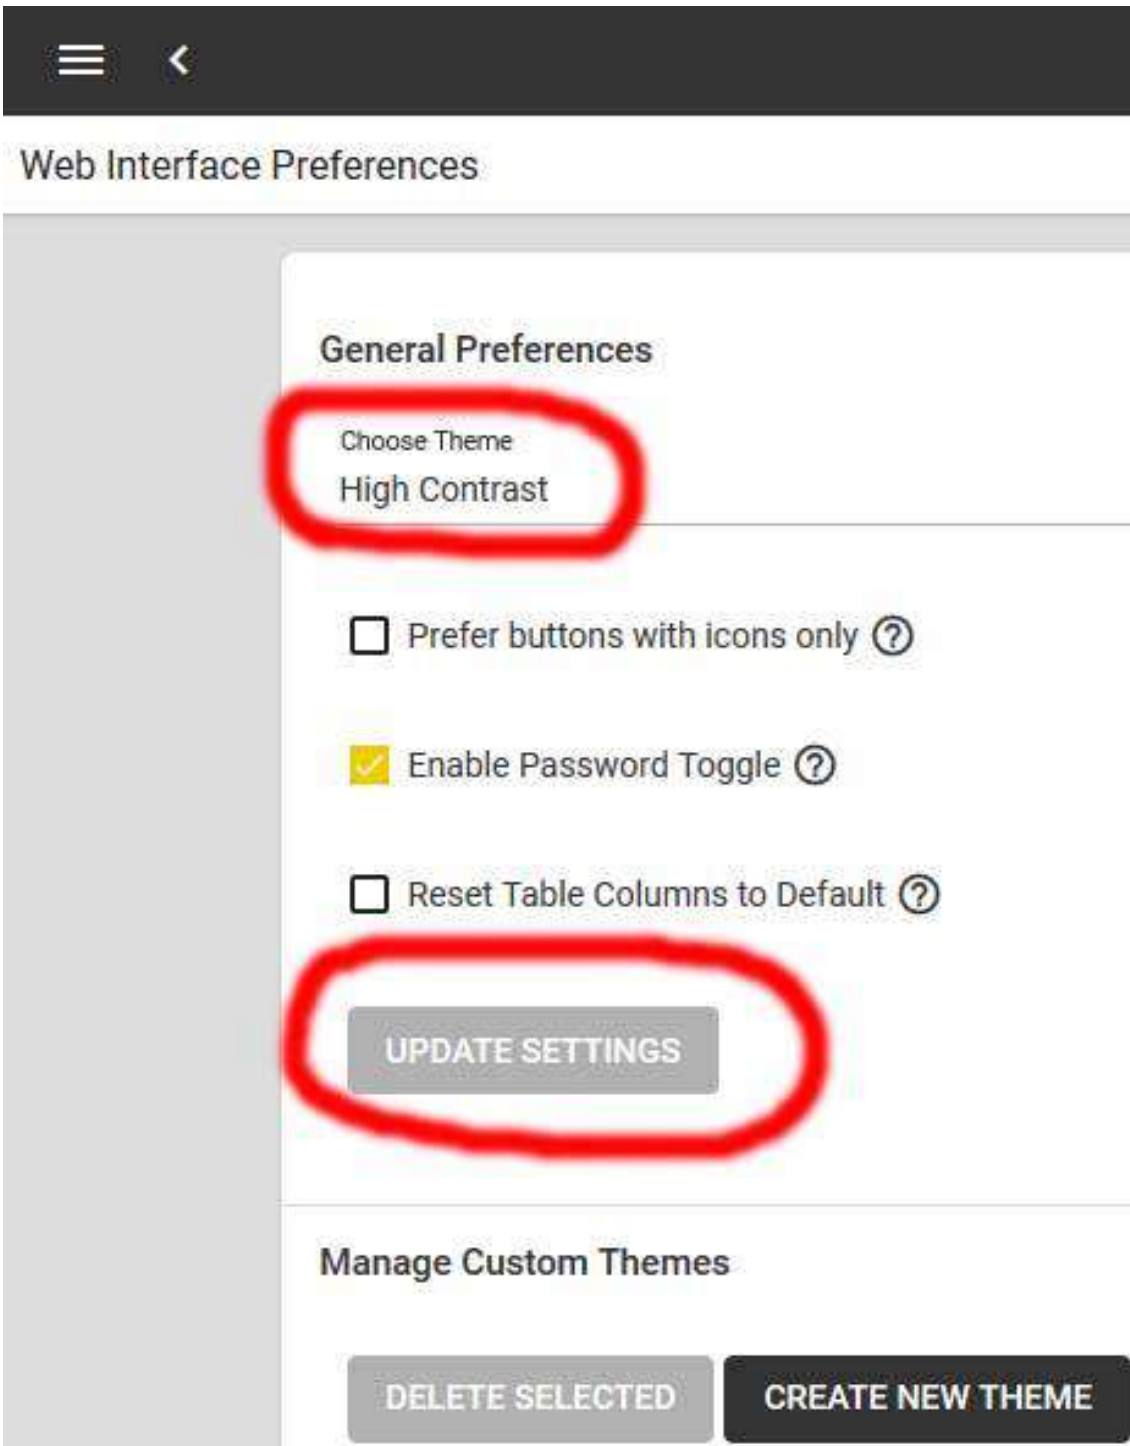 Web Interface Preferences
General Preferences
Choose Theme
High Contrast
Prefer buttons with icons only
Enable Password Toggle
Reset Table Columns to Default
UPDATE SETTINGS
Manage Custom Themes
DELETE SELECTED CREATE NEW THEME